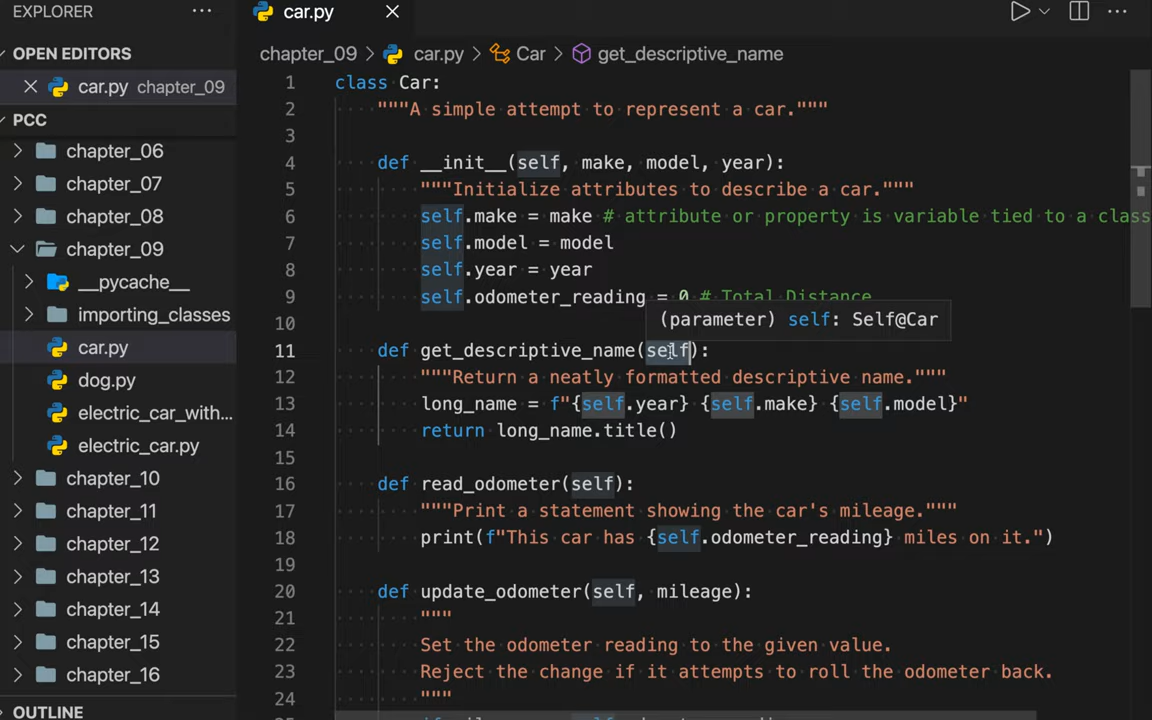 EXPLORER
OPEN EDITORS
car.py chapter_09
PCC
chapter_06
chapter_07
chapter_08
chapter_09
__pycache__
importing_classes
car.py
dog.py
electric_car_with...
electric_car.py
chapter_10
chapter_11
chapter_12
chapter_13
chapter_14
chapter_15
chapter_16
OUTLINE
car.py
chapter_09 > car.py > Car > get_descriptive_name
1 class Car:
2 """A simple attempt to represent a car."""
3
4 def __init__(self, make, model, year):
5 """Initialize attributes to describe a car."""
6 self.make = make # attribute or property is variable tied to a class
7 self.model = model
8 self.year = year
9 self.odometer_reading = 0 # Total Distance
10
(parameter) self: Self@Car
11 def get_descriptive_name(self):
12 """Return a neatly formatted descriptive name."""
13 long_name = f"{self.year} {self.make} {self.model}"
14 return long_name.title()
15
16 def read_odometer(self):
17 """Print a statement showing the car's mileage."""
18 print(f"This car has {self.odometer_reading} miles on it.")
19
20 def update_odometer(self, mileage):
21 """
22 Set the odometer reading to the given value.
23 Reject the change if it attempts to roll the odometer back.
24 """